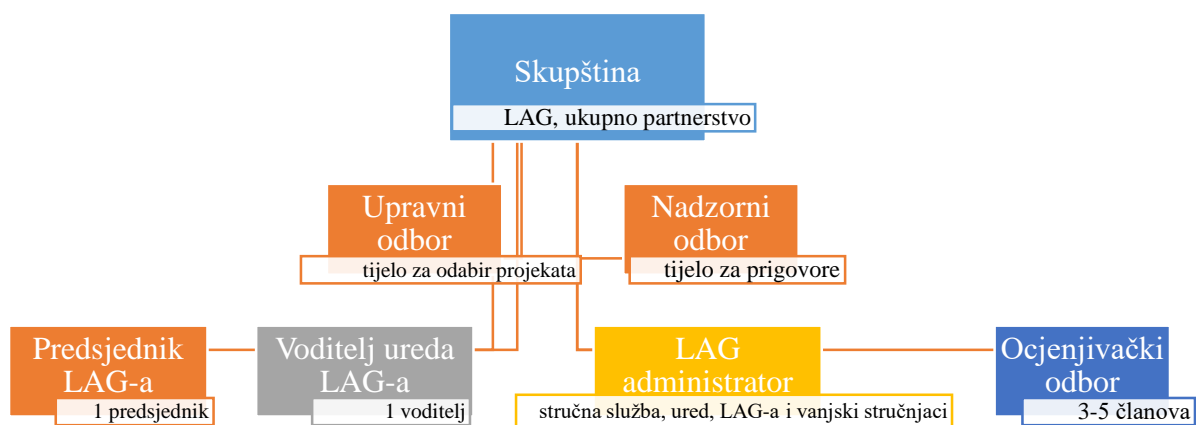 Skupština
LAG, ukupno partnerstvo
Upravni
odbor
tijelo za odabir projekata
Nadzorni
odbor
tijelo za prigovore
Predsjednik
LAG-a
1 predsjednik
Voditelj ureda
LAG-a
1 voditelj
LAG
administrator
stručna služba, ured, LAG-a i vanjski stručnjaci
Ocjenjivački
odbor
3-5 članova